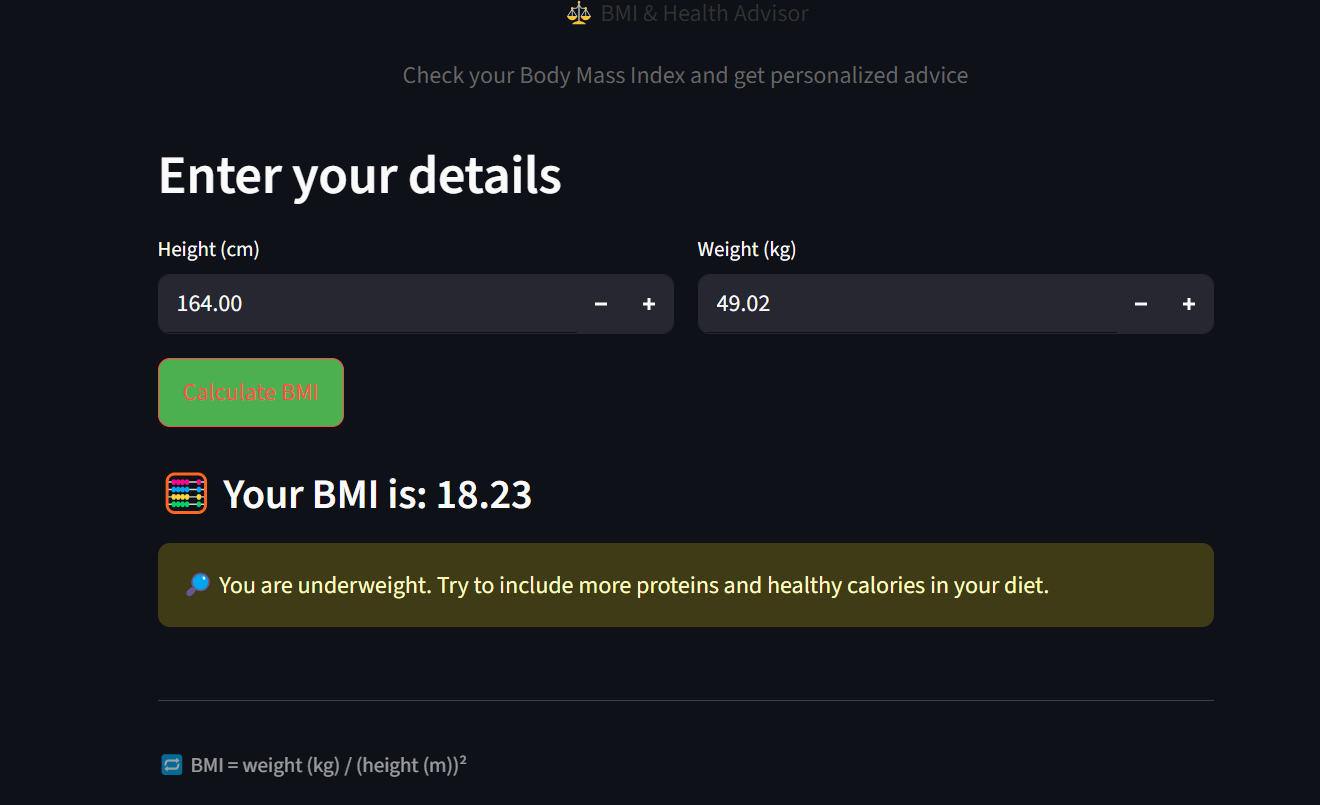 ⚖️ BMI & Health Advisor
Check your Body Mass Index and get personalized advice
Enter your details
Height (cm) Weight (kg)
164.00 − + 49.02 − +
Calculate BMI
🧮 Your BMI is: 18.23
🔎 You are underweight. Try to include more proteins and healthy calories in your diet.
🔁 BMI = weight (kg) / (height (m))²